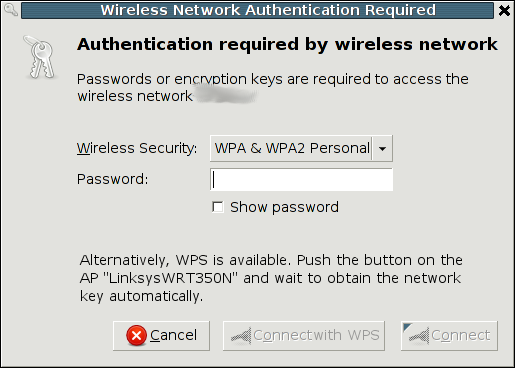 Wireless Network Authentication Required
Authentication required by wireless network
Passwords or encryption keys are required to access the
wireless network
Wireless Security: WPA & WPA2 Personal
Password:
Show password
Alternatively, WPS is available. Push the button on the
AP "LinksysWRT350N" and wait to obtain the network
key automatically.
Cancel Connect with WPS Connect